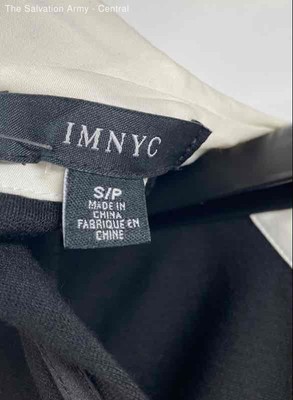 The Salvation Army - Central
IMNYC
S/P
MADE IN
CHINA
FABRIQUE EN
CHINE